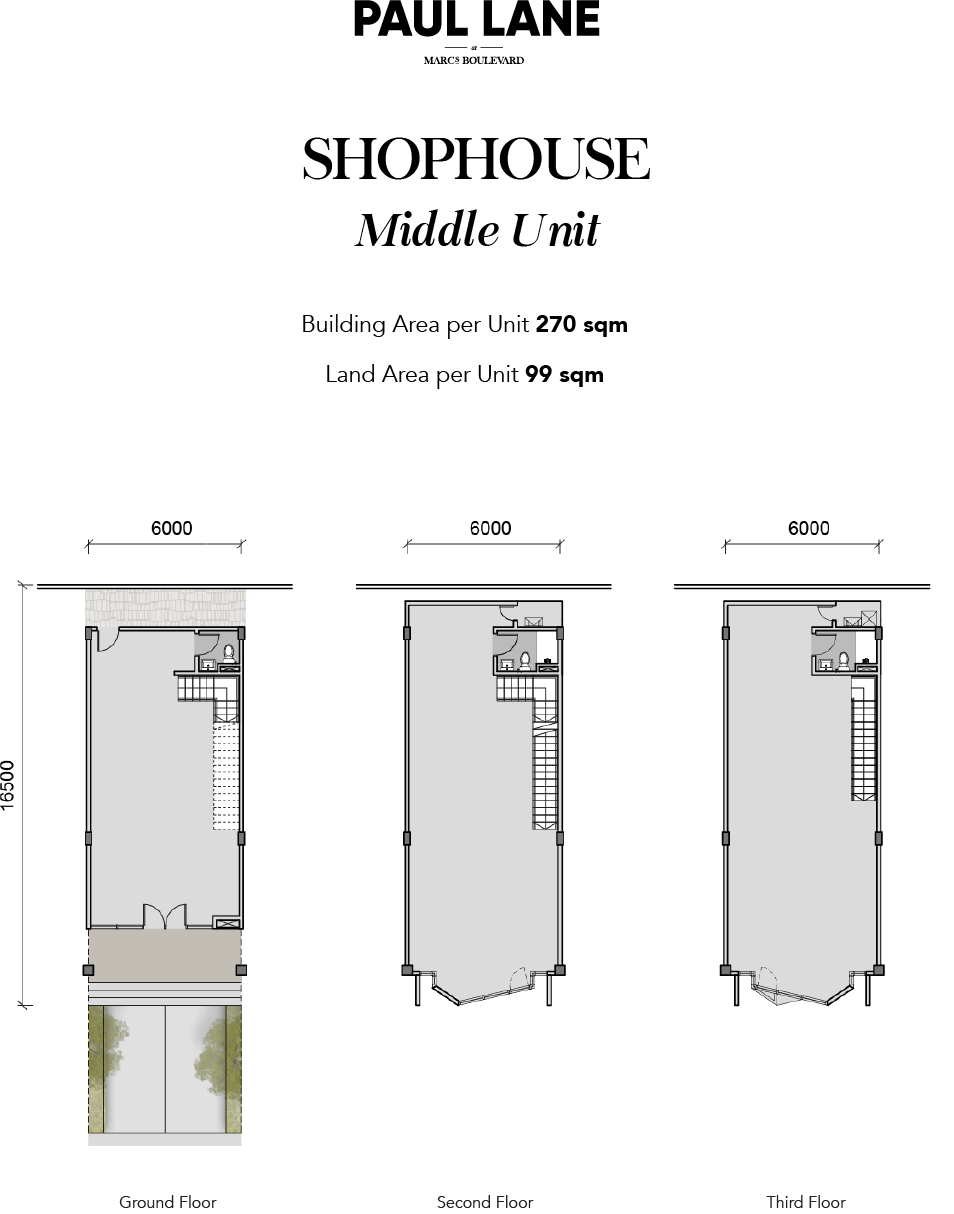 PAUL LANE
at
MARCS BOULEVARD
SHOPHOUSE
Middle Unit
Building Area per Unit 270 sqm
Land Area per Unit 99 sqm
6000
6000
6000
16500
Ground Floor
Second Floor
Third Floor